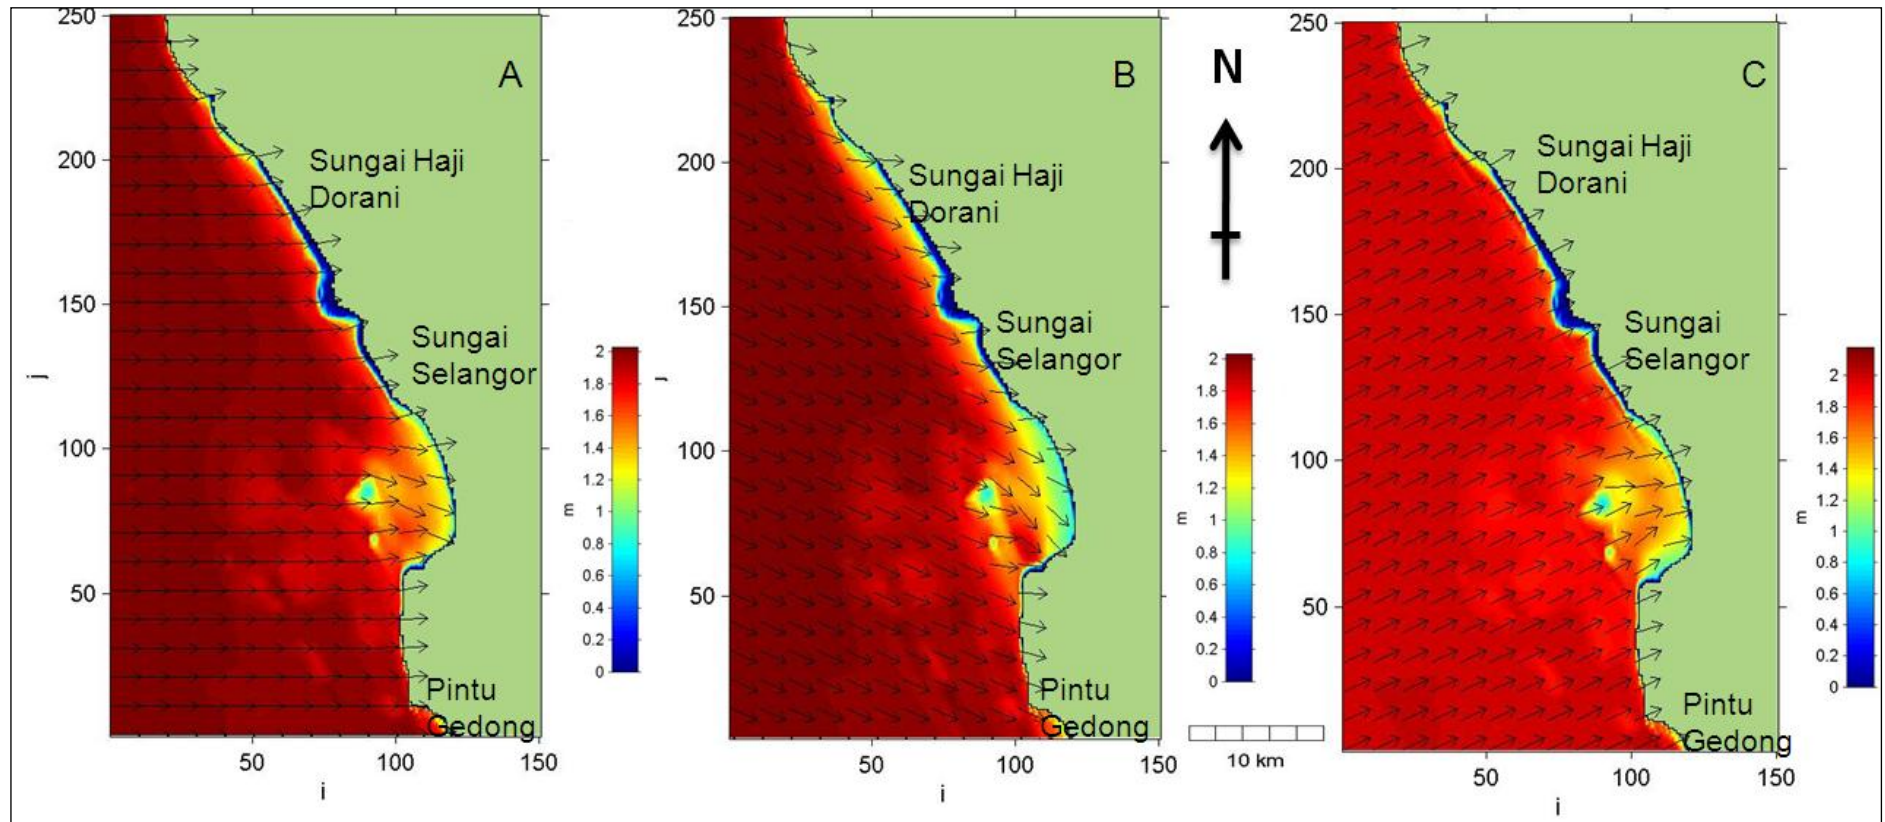 250
200
150
100
50
j
A
Sungai Haji
Dorani
Sungai
Selangor
Pintu
Gedong
50
100
150
i
2
1.8
1.6
1.4
1.2
1
0.8
0.6
0.4
0.2
0
m
250
200
150
100
50
j
B
Sungai Haji
Dorani
Sungai
Selangor
Pintu
Gedong
50
100
150
i
N
2
1.8
1.6
1.4
1.2
1
0.8
0.6
0.4
0.2
0
m
10 km
250
200
150
100
50
C
Sungai Haji
Dorani
Sungai
Selangor
Pintu
Gedong
50
100
150
i
2
1.8
1.6
1.4
1.2
1
0.8
0.6
0.4
0.2
0
m